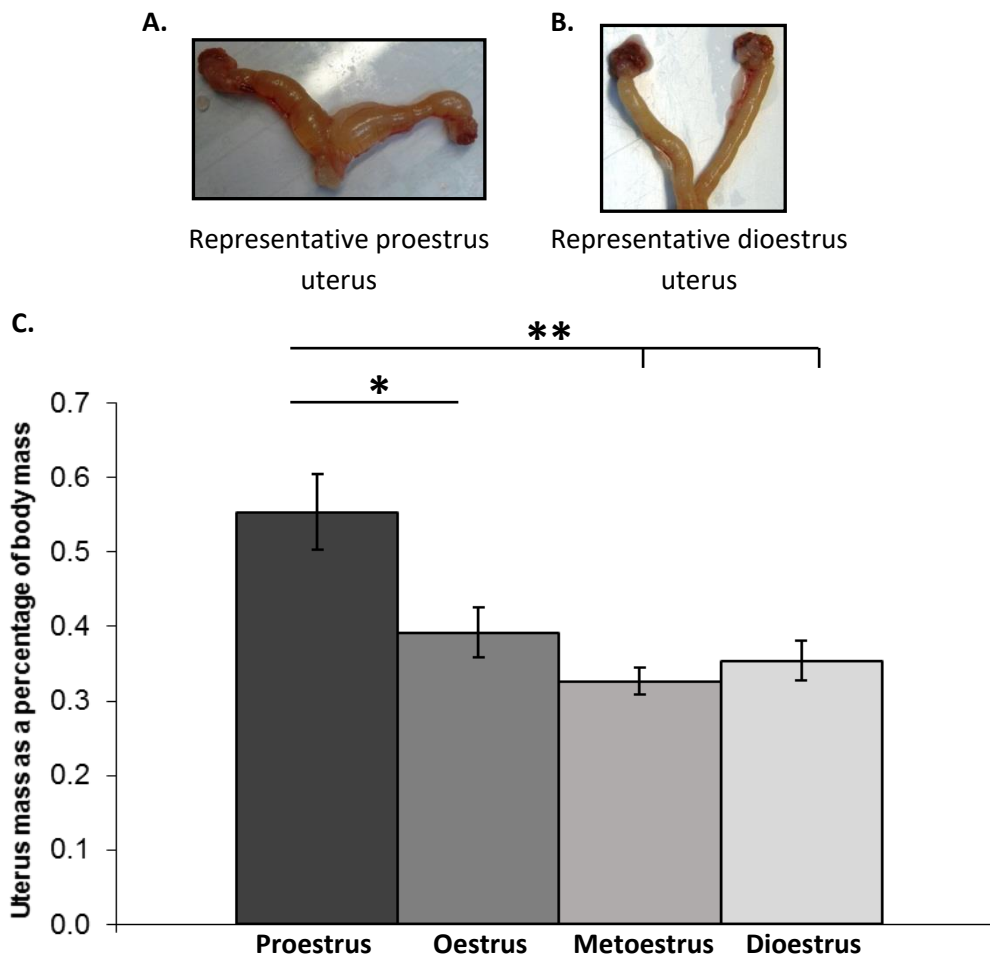 A.
B.
Representative proestrus
uterus
Representative dioestrus
uterus
C.
**
*
Uterus mass as a percentage of body mass
0.7
0.6
0.5
0.4
0.3
0.2
0.1
0.0
Proestrus
Oestrus
Metoestrus
Dioestrus